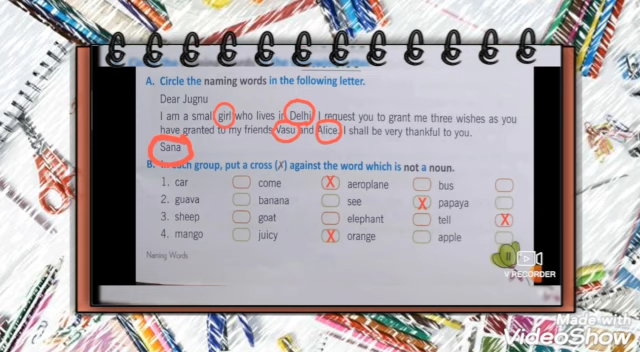 A. Circle the naming words in the following letter.
Dear Jugnu
I am a small girl who lives in Delhi. I request you to grant me three wishes as you
have granted to my friends Vasu and Alice. I shall be very thankful to you.
Sana
B. In each group, put a cross (✗) against the word which is not a noun.
1. car come X aeroplane bus
2. guava banana see X papaya
3. sheep goat elephant tell X
4. mango juicy X orange apple
Naming Words
11
V RECORDER
Made with
VideoShow